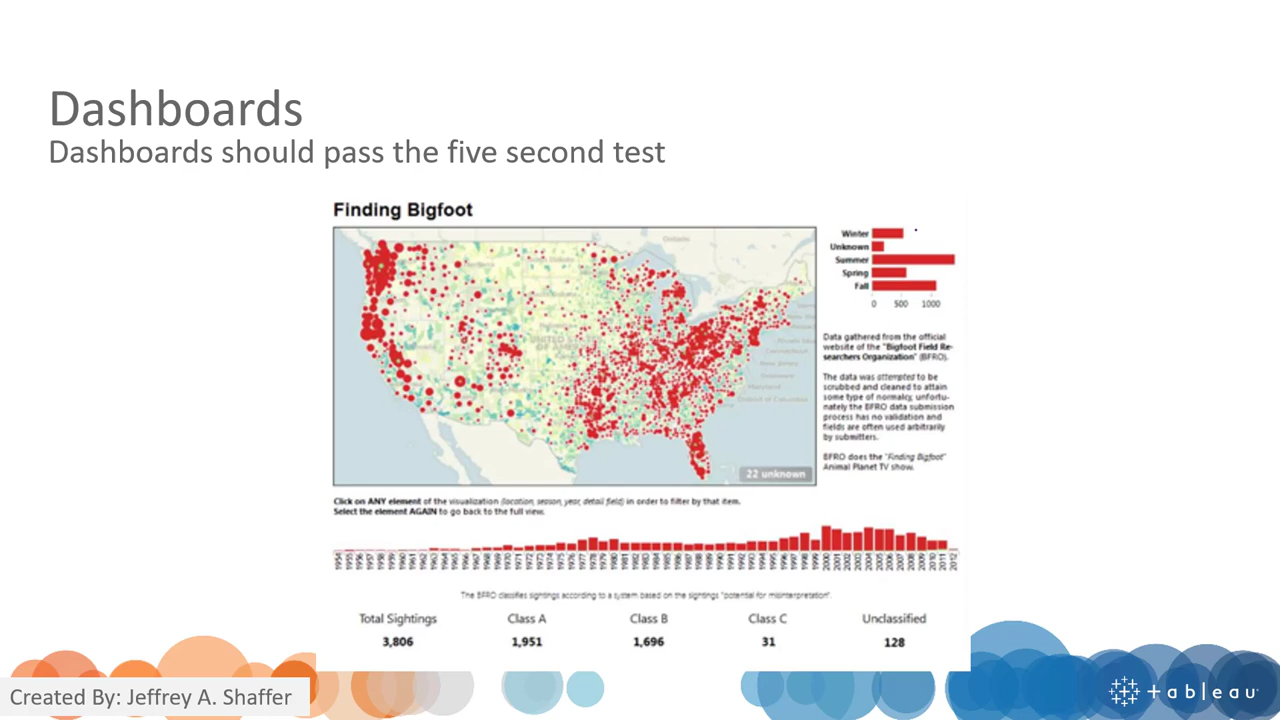 Dashboards
Dashboards should pass the five second test
Finding Bigfoot
Ontario
22 unknown
Winter
Unknown
Summer
Spring
Fall
0 500 1000
Data gathered from the official
website of the "Bigfoot Field Re-
searchers Organization" (BFRO).
The data was attempted to be
scrubbed and cleaned to attain
some type of normalcy, unfortu-
nately the BFRO data submission
process has no validation and
fields are often used arbitrarily
by submitters.
BFRO does the "Finding Bigfoot"
Animal Planet TV show.
Click on ANY element of the visualization (location, season, year, detail field) in order to filter by that item.
Select the element AGAIN to go back to the full view.
The BFRO classifies sightings according to a system based on the sightings "potential for misinterpretation".
Total Sightings Class A Class B Class C Unclassified
3,806 1,951 1,696 31 128
Created By: Jeffrey A. Shaffer
tableau